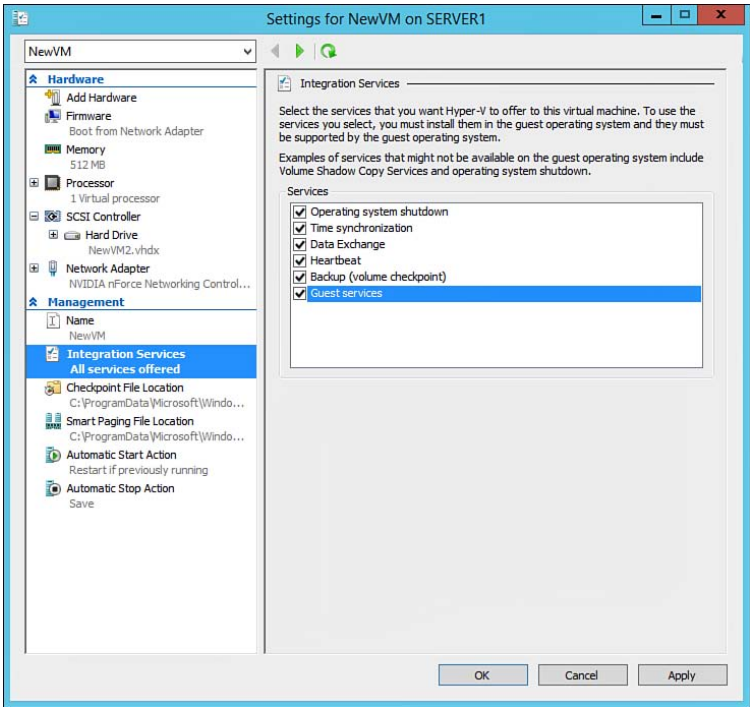 Settings for NewVM on SERVER1
NewVM
Hardware
Add Hardware
Firmware
Boot from Network Adapter
Memory
512 MB
Processor
1 Virtual processor
SCSI Controller
Hard Drive
NewVM2.vhdx
Network Adapter
NVIDIA nForce Networking Control...
Management
Name
NewVM
Integration Services
All services offered
Checkpoint File Location
C:\ProgramData\Microsoft\Windo...
Smart Paging File Location
C:\ProgramData\Microsoft\Windo...
Automatic Start Action
Restart if previously running
Automatic Stop Action
Save
Integration Services
Select the services that you want Hyper-V to offer to this virtual machine. To use the
services you select, you must install them in the guest operating system and they must
be supported by the guest operating system.
Examples of services that might not be available on the guest operating system include
Volume Shadow Copy Services and operating system shutdown.
Services
Operating system shutdown
Time synchronization
Data Exchange
Heartbeat
Backup (volume checkpoint)
Guest services
OK
Cancel
Apply